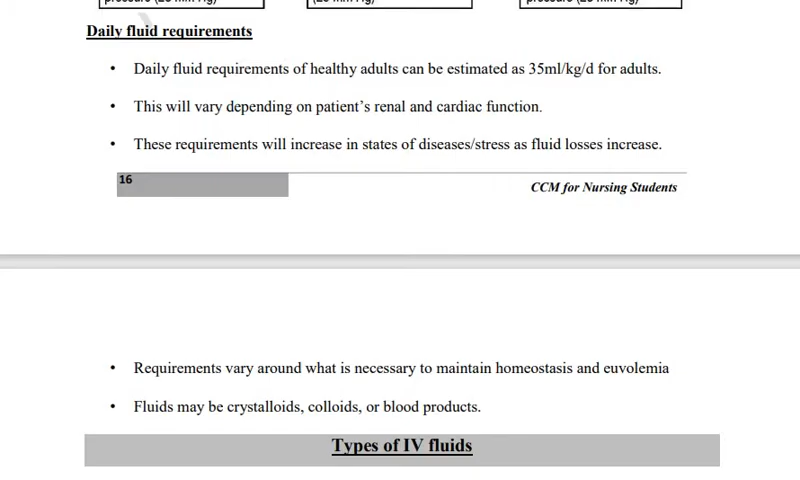 Daily fluid requirements
• Daily fluid requirements of healthy adults can be estimated as 35ml/kg/d for adults.
• This will vary depending on patient’s renal and cardiac function.
• These requirements will increase in states of diseases/stress as fluid losses increase.
16
CCM for Nursing Students
• Requirements vary around what is necessary to maintain homeostasis and euvolemia
• Fluids may be crystalloids, colloids, or blood products.
Types of IV fluids